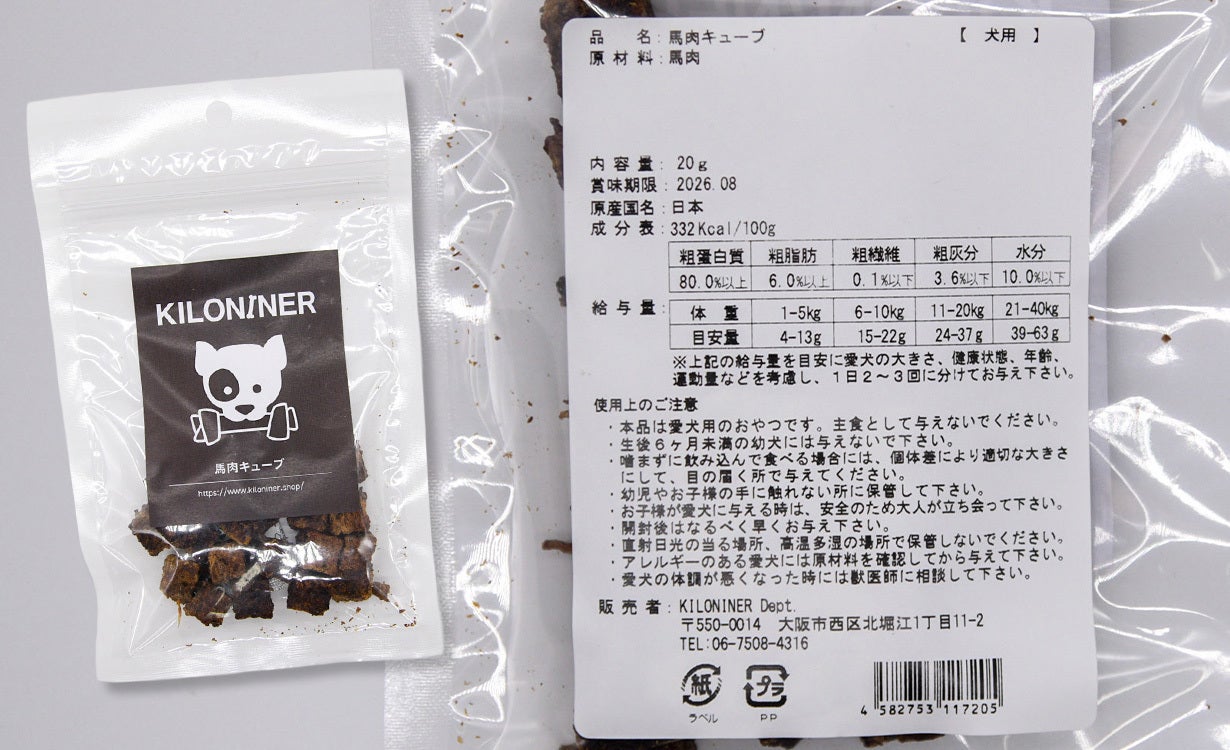 KILONINER
馬肉キューブ
https://www.kiloniner.shop/
品 名：馬肉キューブ 【 犬用 】
原材料：馬肉
内容量：20g
賞味期限：2026.08
原産国名：日本
成分表：332Kcal/100g
粗蛋白質 粗脂肪 粗繊維 粗灰分 水分
80.0%以上 6.0%以上 0.1%以下 3.6%以下 10.0%以下
給与量：体 重 1-5kg 6-10kg 11-20kg 21-40kg
目安量 4-13g 15-22g 24-37g 39-63g
※上記の給与量を目安に愛犬の大きさ、健康状態、年齢、
運動量などを考慮し、1日2〜3回に分けてお与え下さい。
使用上のご注意
・本品は愛犬用のおやつです。主食として与えないでください。
・生後6ヶ月未満の幼犬には与えないで下さい。
・噛まずに飲み込んで食べる場合には、個体差により適切な大きさ
にして、目の届く所で与えてください。
・幼児やお子様の手に触れない所に保管して下さい。
・お子様が愛犬に与える時は、安全のため大人が立ち会って下さい。
・開封後はなるべく早くお与え下さい。
・直射日光の当る場所、高温多湿の場所で保管しないでください。
・アレルギーのある愛犬には原材料を確認してから与えて下さい。
・愛犬の体調が悪くなった時には獣医師に相談して下さい。
販売者：KILONINER Dept.
〒550-0014 大阪市西区北堀江1丁目11-2
TEL:06-7508-4316
紙 プラ
ラベル PP
4 582753 117205